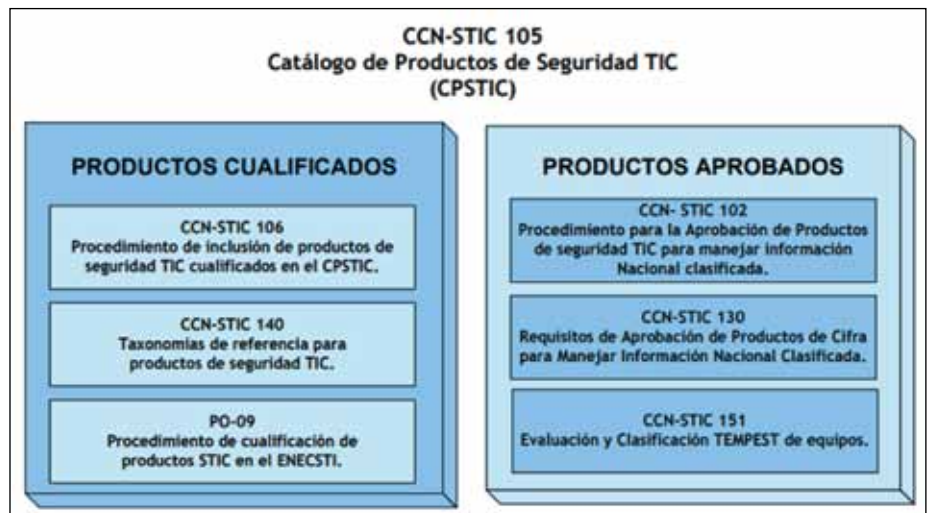 CCN-STIC 105
Catálogo de Productos de Seguridad TIC
(CPSTIC)
PRODUCTOS CUALIFICADOS
CCN-STIC 106
Procedimiento de inclusión de productos de
seguridad TIC cualificados en el CPSTIC.
CCN-STIC 140
Taxonomías de referencia para
productos de seguridad TIC.
PO-09
Procedimiento de cualificación de
productos STIC en el ENECSTI.
PRODUCTOS APROBADOS
CCN- STIC 102
Procedimiento para la Aprobación de Productos
de seguridad TIC para manejar información
Nacional clasificada.
CCN-STIC 130
Requisitos de Aprobación de Productos de Cifra
para Manejar Información Nacional Clasificada.
CCN-STIC 151
Evaluación y Clasificación TEMPEST de equipos.